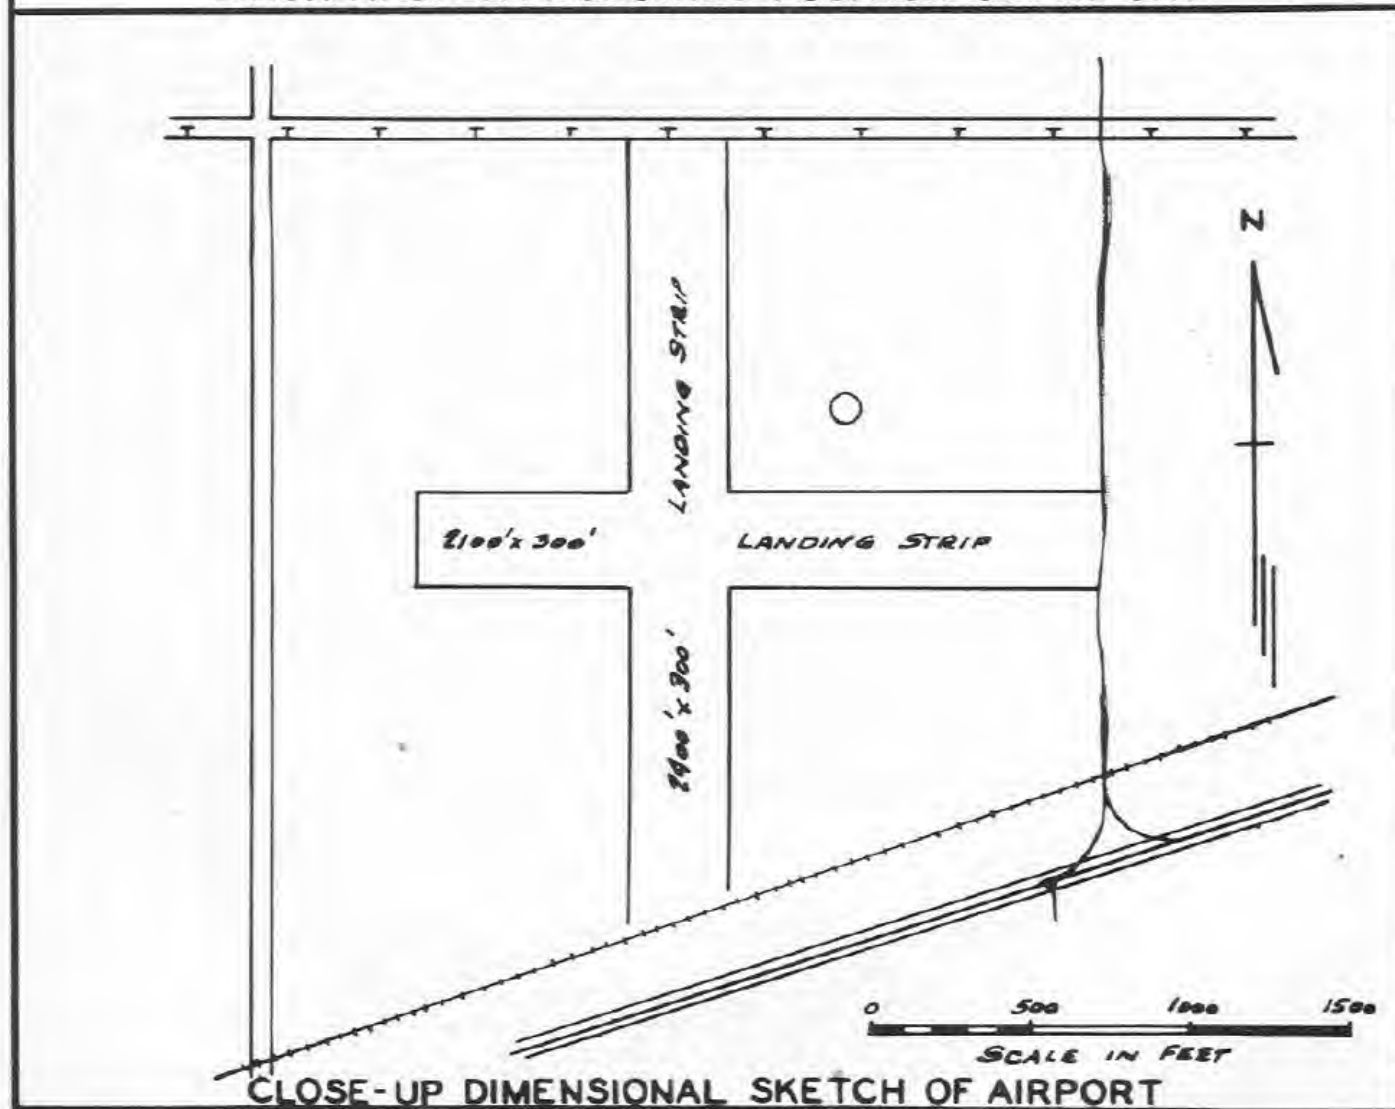 N
LANDING STRIP
2100'x 300'
LANDING STRIP
2400'x 300'
0 500 1000 1500
SCALE IN FEET
CLOSE-UP DIMENSIONAL SKETCH OF AIRPORT